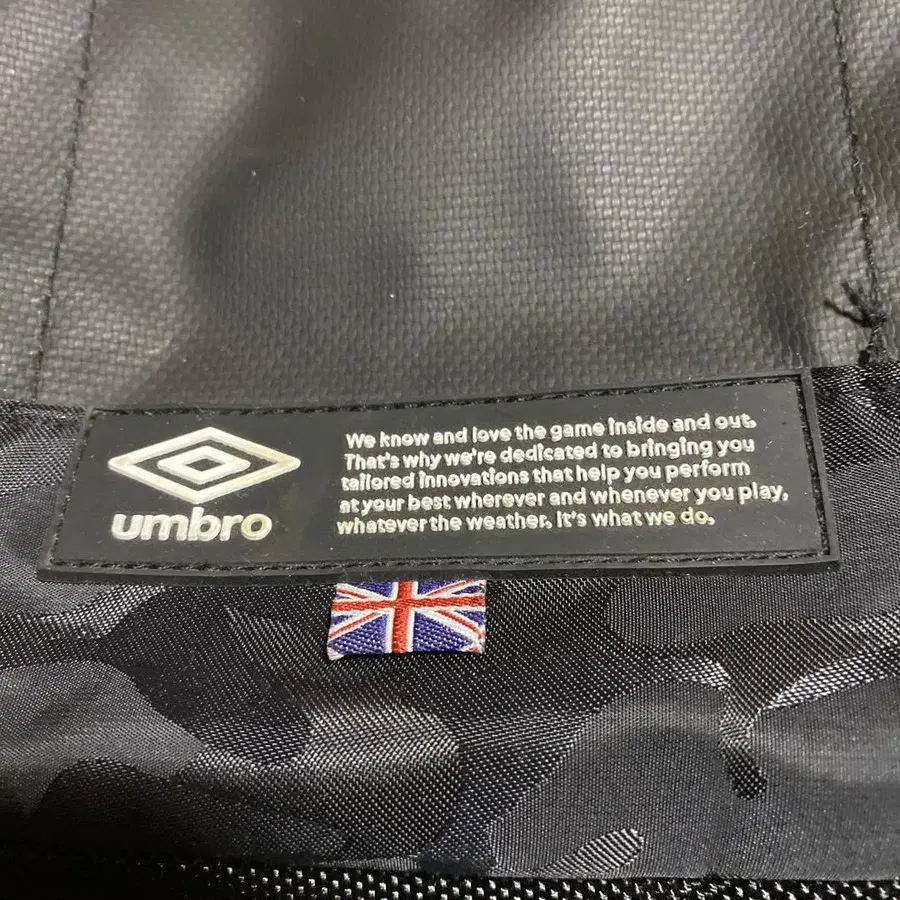 umbro
We know and love the game inside and out.
That's why we're dedicated to bringing you
tailored innovations that help you perform
at your best wherever and whenever you play,
whatever the weather. It's what we do.